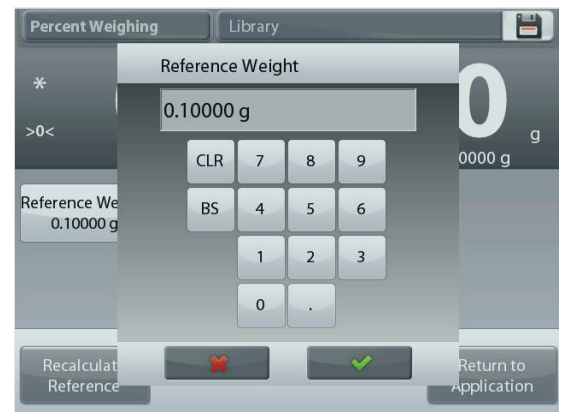 Percent Weighing
Library
Reference Weight
*
0.10000 g
0
>0<
g
0000 g
CLR 7 8 9
Reference We
0.10000 g
BS 4 5 6
1 2 3
0 .
Recalculat
Reference
Return to
Application